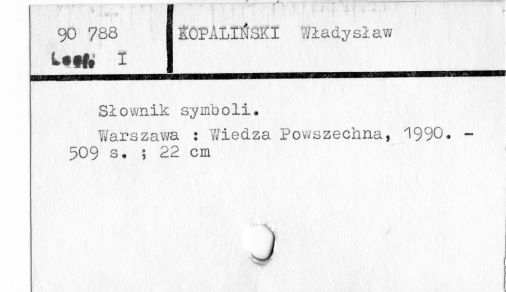 90 788
I
KOPALIŃSKI Władysław
Słownik symboli.
Warszawa : Wiedza Powszechna, 1990. -
509 s. ; 22 cm